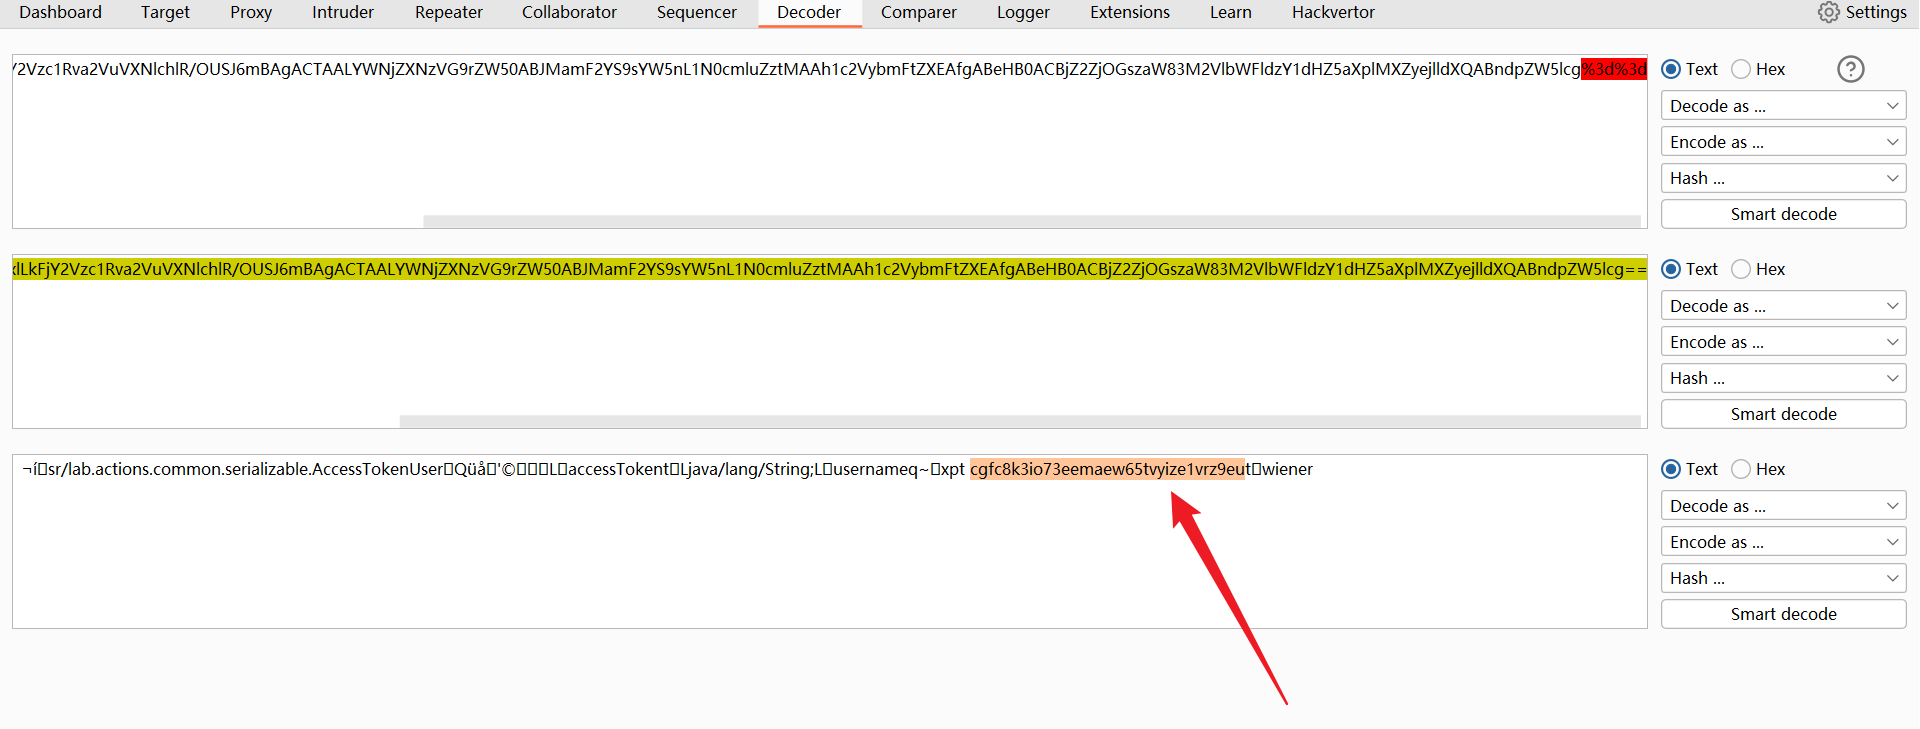 Dashboard Target Proxy Intruder Repeater Collaborator Sequencer Decoder Comparer Logger Extensions Learn Hackvertor Settings
Y2Vzc1Rva2VuVXNlchlR/OUSJ6mBAgACTAALYWNjZXNzVG9rZW50ABJMamF2YS9sYW5nL1N0cmluZztMAAh1c2VybmFtZXEAfgABeHB0ACBjZ2ZjOGszaW83M2VlbWFldzY1dHZ5aXplMXZyejlldXQABndpZW5lcg%3d%3d
Text Hex ?
Decode as ...
Encode as ...
Hash ...
Smart decode
lLkFjY2Vzc1Rva2VuVXNlchlR/OUSJ6mBAgACTAALYWNjZXNzVG9rZW50ABJMamF2YS9sYW5nL1N0cmluZztMAAh1c2VybmFtZXEAfgABeHB0ACBjZ2ZjOGszaW83M2VlbWFldzY1dHZ5aXplMXZyejlldXQABndpZW5lcg==
Text Hex
Decode as ...
Encode as ...
Hash ...
Smart decode
¬í□sr/lab.actions.common.serializable.AccessTokenUser□Qüå□'©□□□L□accessTokent□Ljava/lang/String;L□usernameq~□xpt cgfc8k3io73eemaew65tvyize1vrz9eut□wiener
Text Hex
Decode as ...
Encode as ...
Hash ...
Smart decode